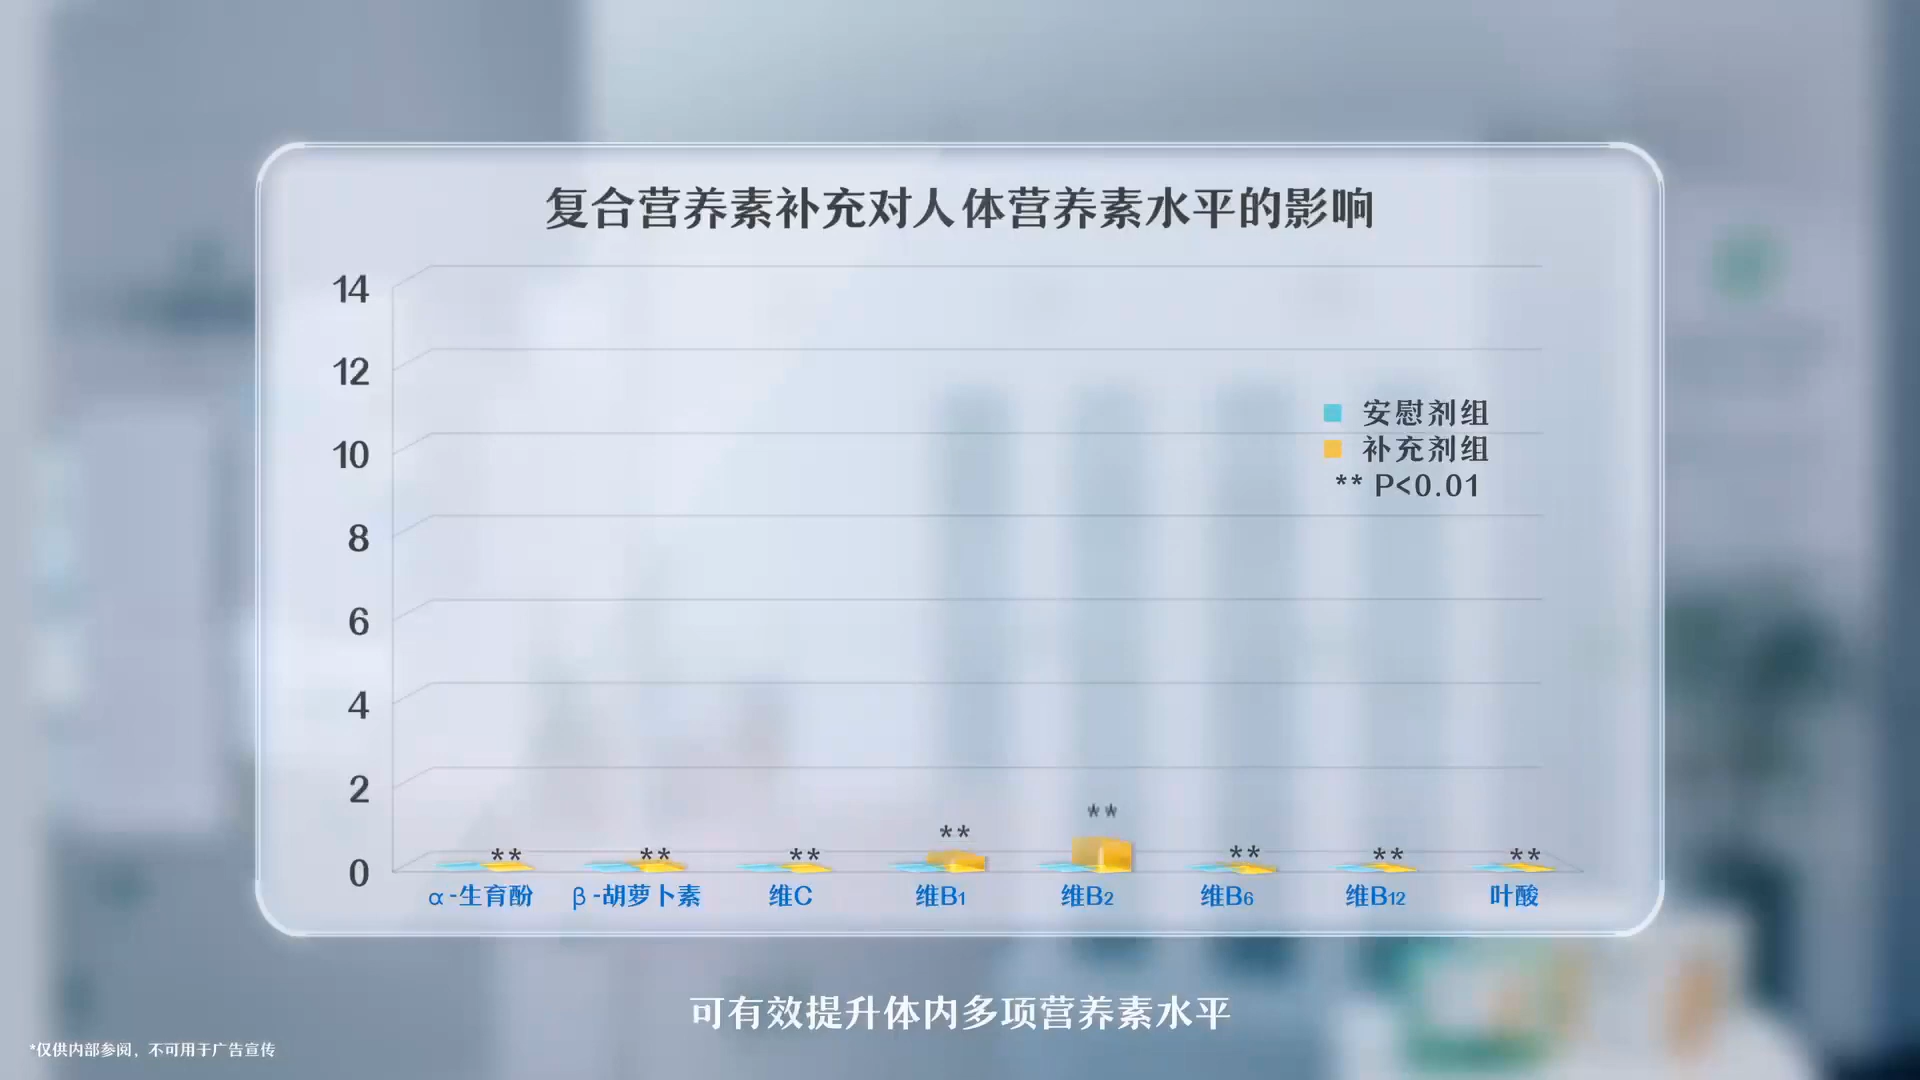 复合营养素补充对人体营养素水平的影响
14
12
10
8
6
4
2
0
安慰剂组
补充剂组
** P<0.01
**
**
**
**
**
**
**
**
α-生育酚
β-胡萝卜素
维C
维B1
维B2
维B6
维B12
叶酸
可有效提升体内多项营养素水平
*仅供内部参阅，不可用于广告宣传